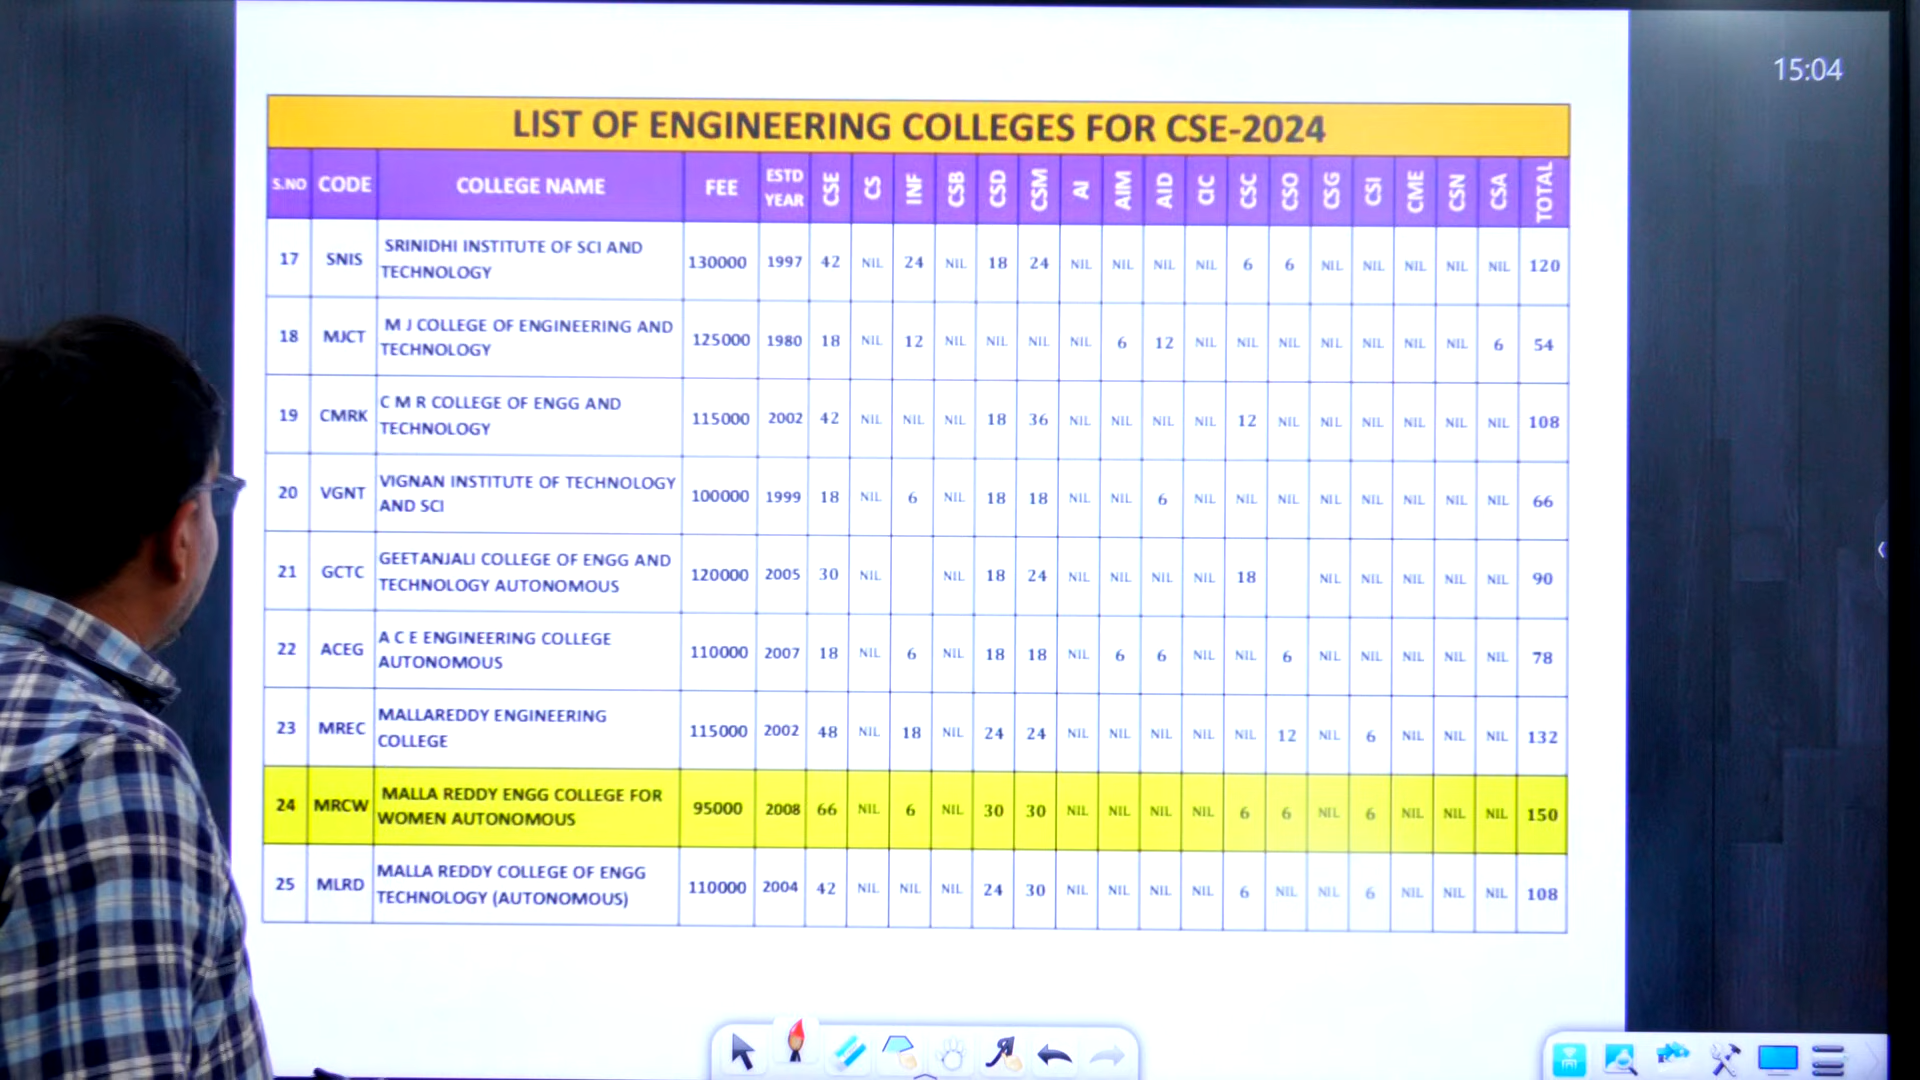 15:04
LIST OF ENGINEERING COLLEGES FOR CSE-2024
S.NO CODE COLLEGE NAME FEE ESTD YEAR CSE CS INF CSB CSD CSM AI AIM AID CIC CSC CSO CSG CSI CME CSN CSA TOTAL
17 SNIS SRINIDHI INSTITUTE OF SCI AND TECHNOLOGY 130000 1997 42 NIL 24 NIL 18 24 NIL NIL NIL NIL 6 6 NIL NIL NIL NIL NIL 120
18 MJCT M J COLLEGE OF ENGINEERING AND TECHNOLOGY 125000 1980 18 NIL 12 NIL NIL NIL NIL 6 12 NIL NIL NIL NIL NIL NIL NIL 6 54
19 CMRK C M R COLLEGE OF ENGG AND TECHNOLOGY 115000 2002 42 NIL NIL NIL 18 36 NIL NIL NIL NIL 12 NIL NIL NIL NIL NIL NIL 108
20 VGNT VIGNAN INSTITUTE OF TECHNOLOGY AND SCI 100000 1999 18 NIL 6 NIL 18 18 NIL NIL 6 NIL NIL NIL NIL NIL NIL NIL NIL 66
21 GCTC GEETANJALI COLLEGE OF ENGG AND TECHNOLOGY AUTONOMOUS 120000 2005 30 NIL NIL 18 24 NIL NIL NIL NIL 18 NIL NIL NIL NIL NIL 90
22 ACEG A C E ENGINEERING COLLEGE AUTONOMOUS 110000 2007 18 NIL 6 NIL 18 18 NIL 6 6 NIL NIL 6 NIL NIL NIL NIL NIL 78
23 MREC MALLAREDDY ENGINEERING COLLEGE 115000 2002 48 NIL 18 NIL 24 24 NIL NIL NIL NIL NIL 12 NIL 6 NIL NIL NIL 132
24 MRCW MALLA REDDY ENGG COLLEGE FOR WOMEN AUTONOMOUS 95000 2008 66 NIL 6 NIL 30 30 NIL NIL NIL NIL 6 6 NIL 6 NIL NIL NIL 150
25 MLRD MALLA REDDY COLLEGE OF ENGG TECHNOLOGY (AUTONOMOUS) 110000 2004 42 NIL NIL NIL 24 30 NIL NIL NIL NIL 6 NIL NIL 6 NIL NIL NIL 108